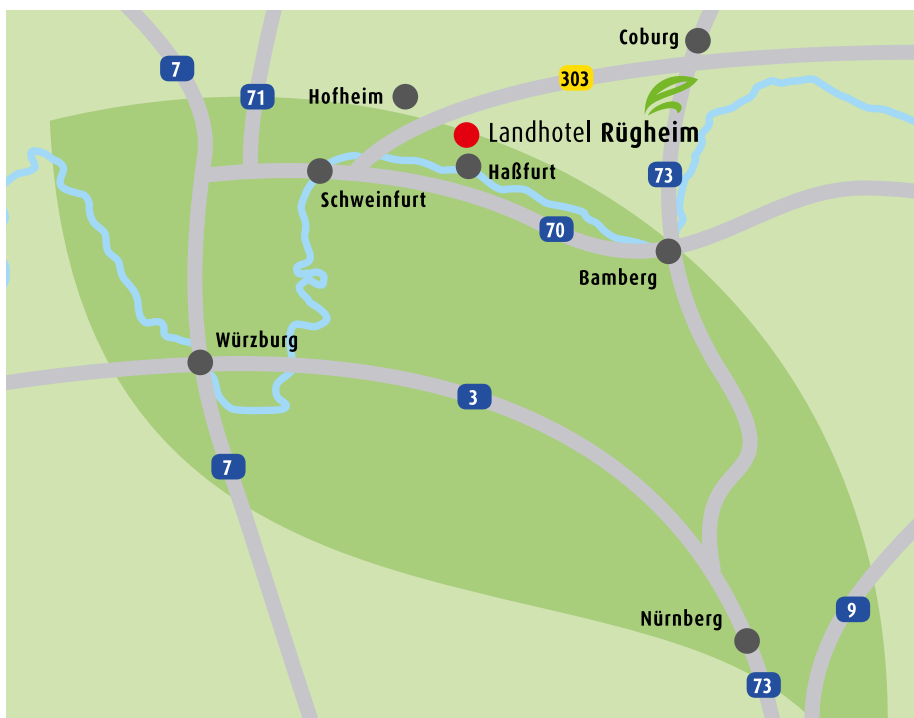 Coburg
7
303
71
Hofheim
Landhotel Rügheim
Haßfurt
73
Schweinfurt
70
Bamberg
Würzburg
3
7
9
Nürnberg
73